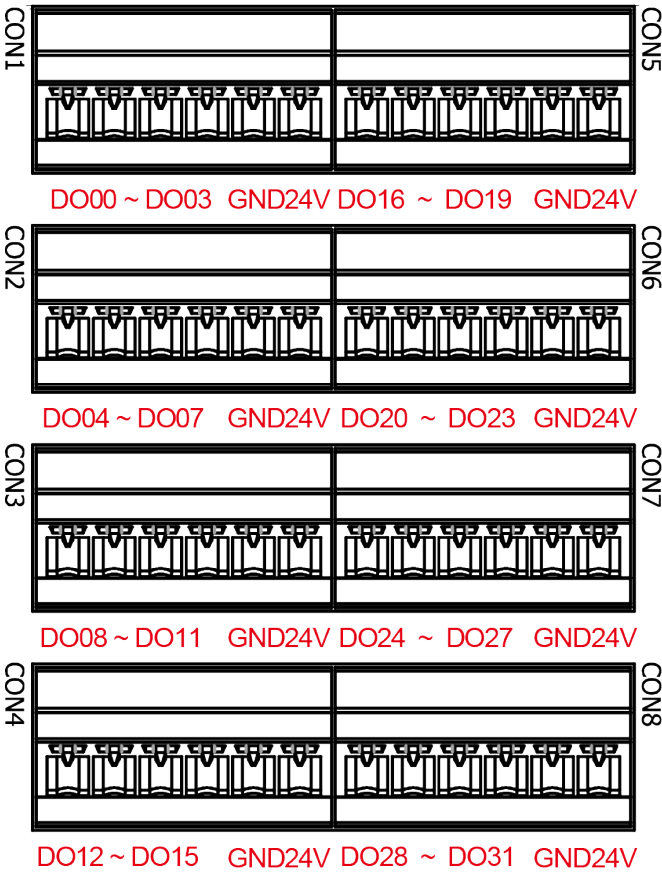 CON1
CON5
DO00 ~ DO03 GND24V DO16 ~ DO19 GND24V
CON2
CON6
DO04 ~ DO07 GND24V DO20 ~ DO23 GND24V
CON3
CON7
DO08 ~ DO11 GND24V DO24 ~ DO27 GND24V
CON4
CON8
DO12 ~ DO15 GND24V DO28 ~ DO31 GND24V